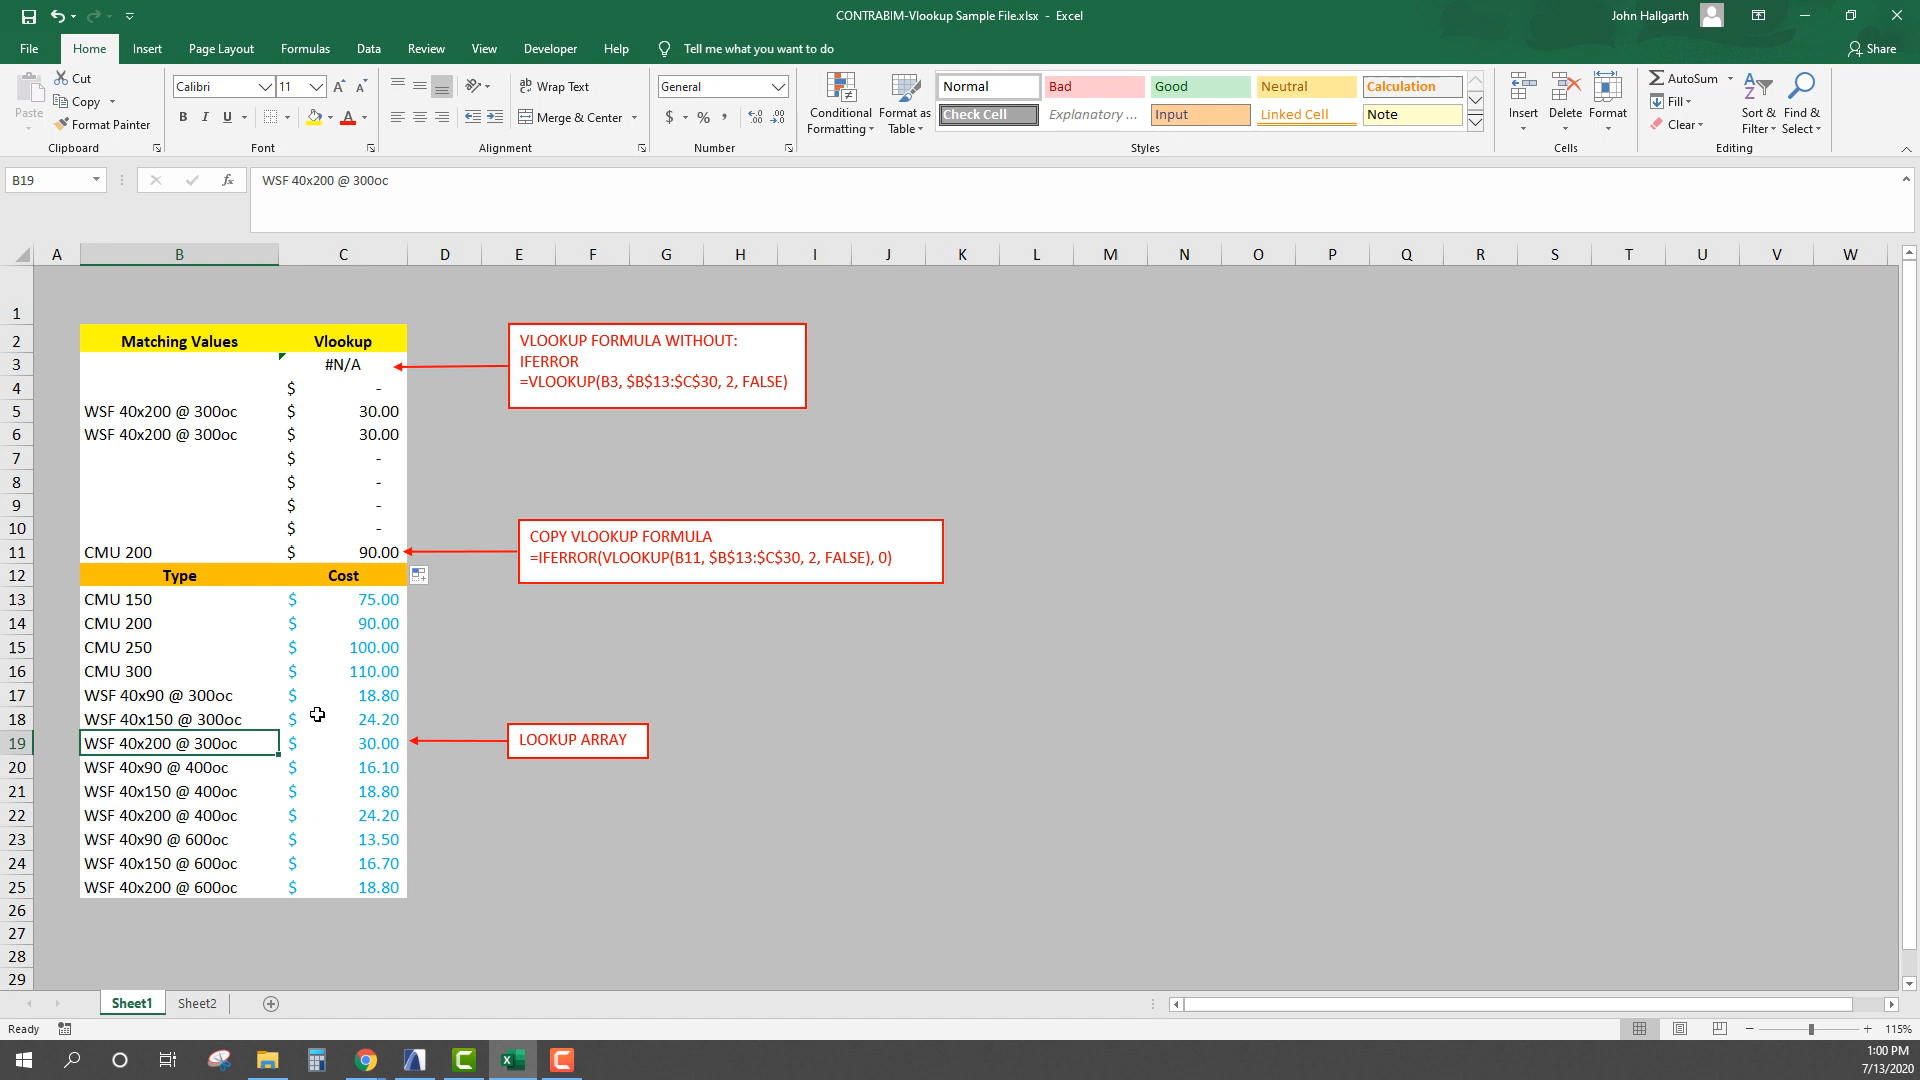 CONTRABIM-Vlookup Sample File.xlsx - Excel
John Hallgarth
File Home Insert Page Layout Formulas Data Review View Developer Help Tell me what you want to do
Share
Paste
Cut
Copy
Format Painter
Clipboard
Calibri 11
B I U
Font
Wrap Text
Merge & Center
Alignment
General
$ % ,
Number
Conditional Formatting
Format as Table
Normal Bad Good Neutral Calculation
Check Cell Explanatory ... Input Linked Cell Note
Styles
Insert Delete Format
Cells
AutoSum
Fill
Clear
Sort & Filter
Find & Select
Editing
B19 fx WSF 40x200 @ 300oc
A B C D E F G H I J K L M N O P Q R S T U V W
1
2 Matching Values Vlookup
3 #N/A
4 $ -
5 WSF 40x200 @ 300oc $ 30.00
6 WSF 40x200 @ 300oc $ 30.00
7 $ -
8 $ -
9 $ -
10 $ -
11 CMU 200 $ 90.00
12 Type Cost
13 CMU 150 $ 75.00
14 CMU 200 $ 90.00
15 CMU 250 $ 100.00
16 CMU 300 $ 110.00
17 WSF 40x90 @ 300oc $ 18.80
18 WSF 40x150 @ 300oc $ 24.20
19 WSF 40x200 @ 300oc $ 30.00
20 WSF 40x90 @ 400oc $ 16.10
21 WSF 40x150 @ 400oc $ 18.80
22 WSF 40x200 @ 400oc $ 24.20
23 WSF 40x90 @ 600oc $ 13.50
24 WSF 40x150 @ 600oc $ 16.70
25 WSF 40x200 @ 600oc $ 18.80
26
27
28
29
VLOOKUP FORMULA WITHOUT:
IFERROR
=VLOOKUP(B3, $B$13:$C$30, 2, FALSE)
COPY VLOOKUP FORMULA
=IFERROR(VLOOKUP(B11, $B$13:$C$30, 2, FALSE), 0)
LOOKUP ARRAY
Sheet1 Sheet2
Ready
115%
1:00 PM
7/13/2020